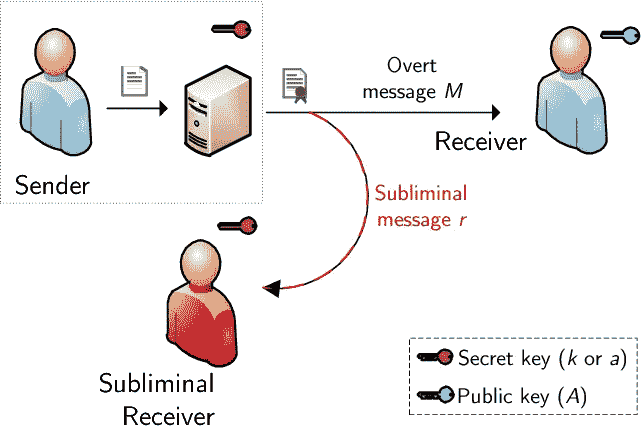 Overt
message M
Receiver
Sender
Subliminal
message r
Subliminal
Receiver
Secret key (k or a)
Public key (A)